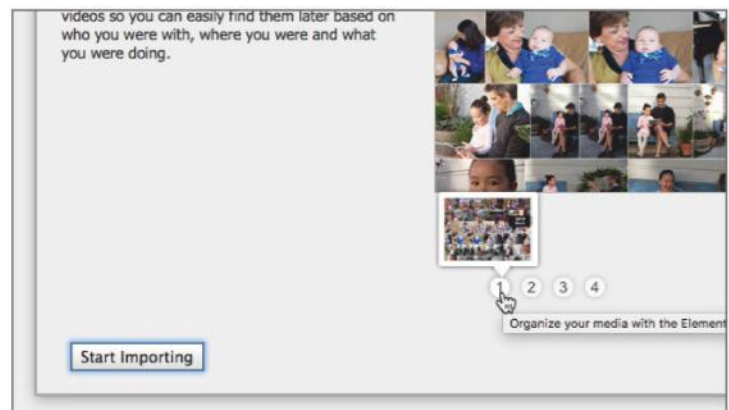 videos so you can easily find them later based on
who you were with, where you were and what
you were doing.
1 2 3 4
Organize your media with the Element
Start Importing